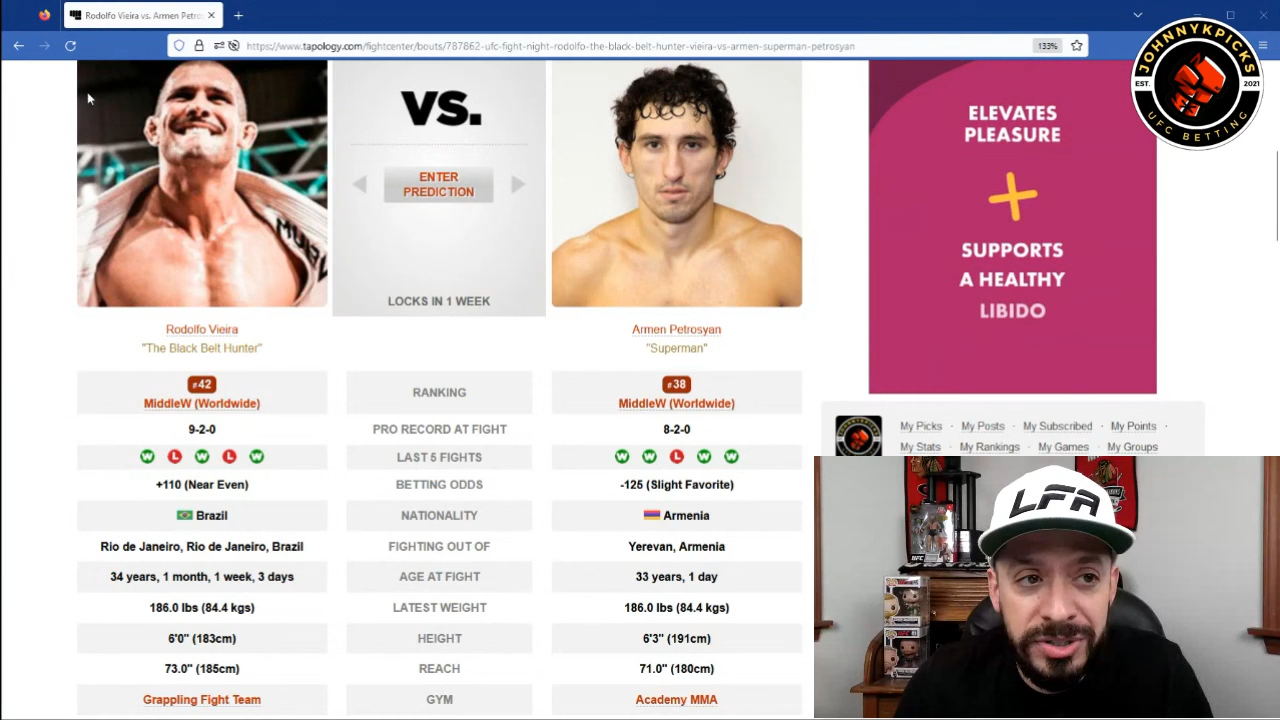 Rodolfo Vieira vs. Armen Petros
https://www.tapology.com/fightcenter/bouts/787862-ufc-fight-night-rodolfo-the-black-belt-hunter-vieira-vs-armen-superman-petrosyan
133%
JOHNNYKPICKS
EST. 2021
UFC BETTING
VS.
ENTER
PREDICTION
LOCKS IN 1 WEEK
ELEVATES
PLEASURE
+
SUPPORTS
A HEALTHY
LIBIDO
Rodolfo Vieira
"The Black Belt Hunter"
Armen Petrosyan
"Superman"
#42
MiddleW (Worldwide)
RANKING
#38
MiddleW (Worldwide)
9-2-0 PRO RECORD AT FIGHT 8-2-0
W L W L W LAST 5 FIGHTS W W L W W
+110 (Near Even) BETTING ODDS -125 (Slight Favorite)
Brazil NATIONALITY Armenia
Rio de Janeiro, Rio de Janeiro, Brazil FIGHTING OUT OF Yerevan, Armenia
34 years, 1 month, 1 week, 3 days AGE AT FIGHT 33 years, 1 day
186.0 lbs (84.4 kgs) LATEST WEIGHT 186.0 lbs (84.4 kgs)
6'0" (183cm) HEIGHT 6'3" (191cm)
73.0" (185cm) REACH 71.0" (180cm)
Grappling Fight Team GYM Academy MMA
My Picks · My Posts · My Subscribed · My Points ·
My Stats · My Rankings · My Games · My Groups
LFA